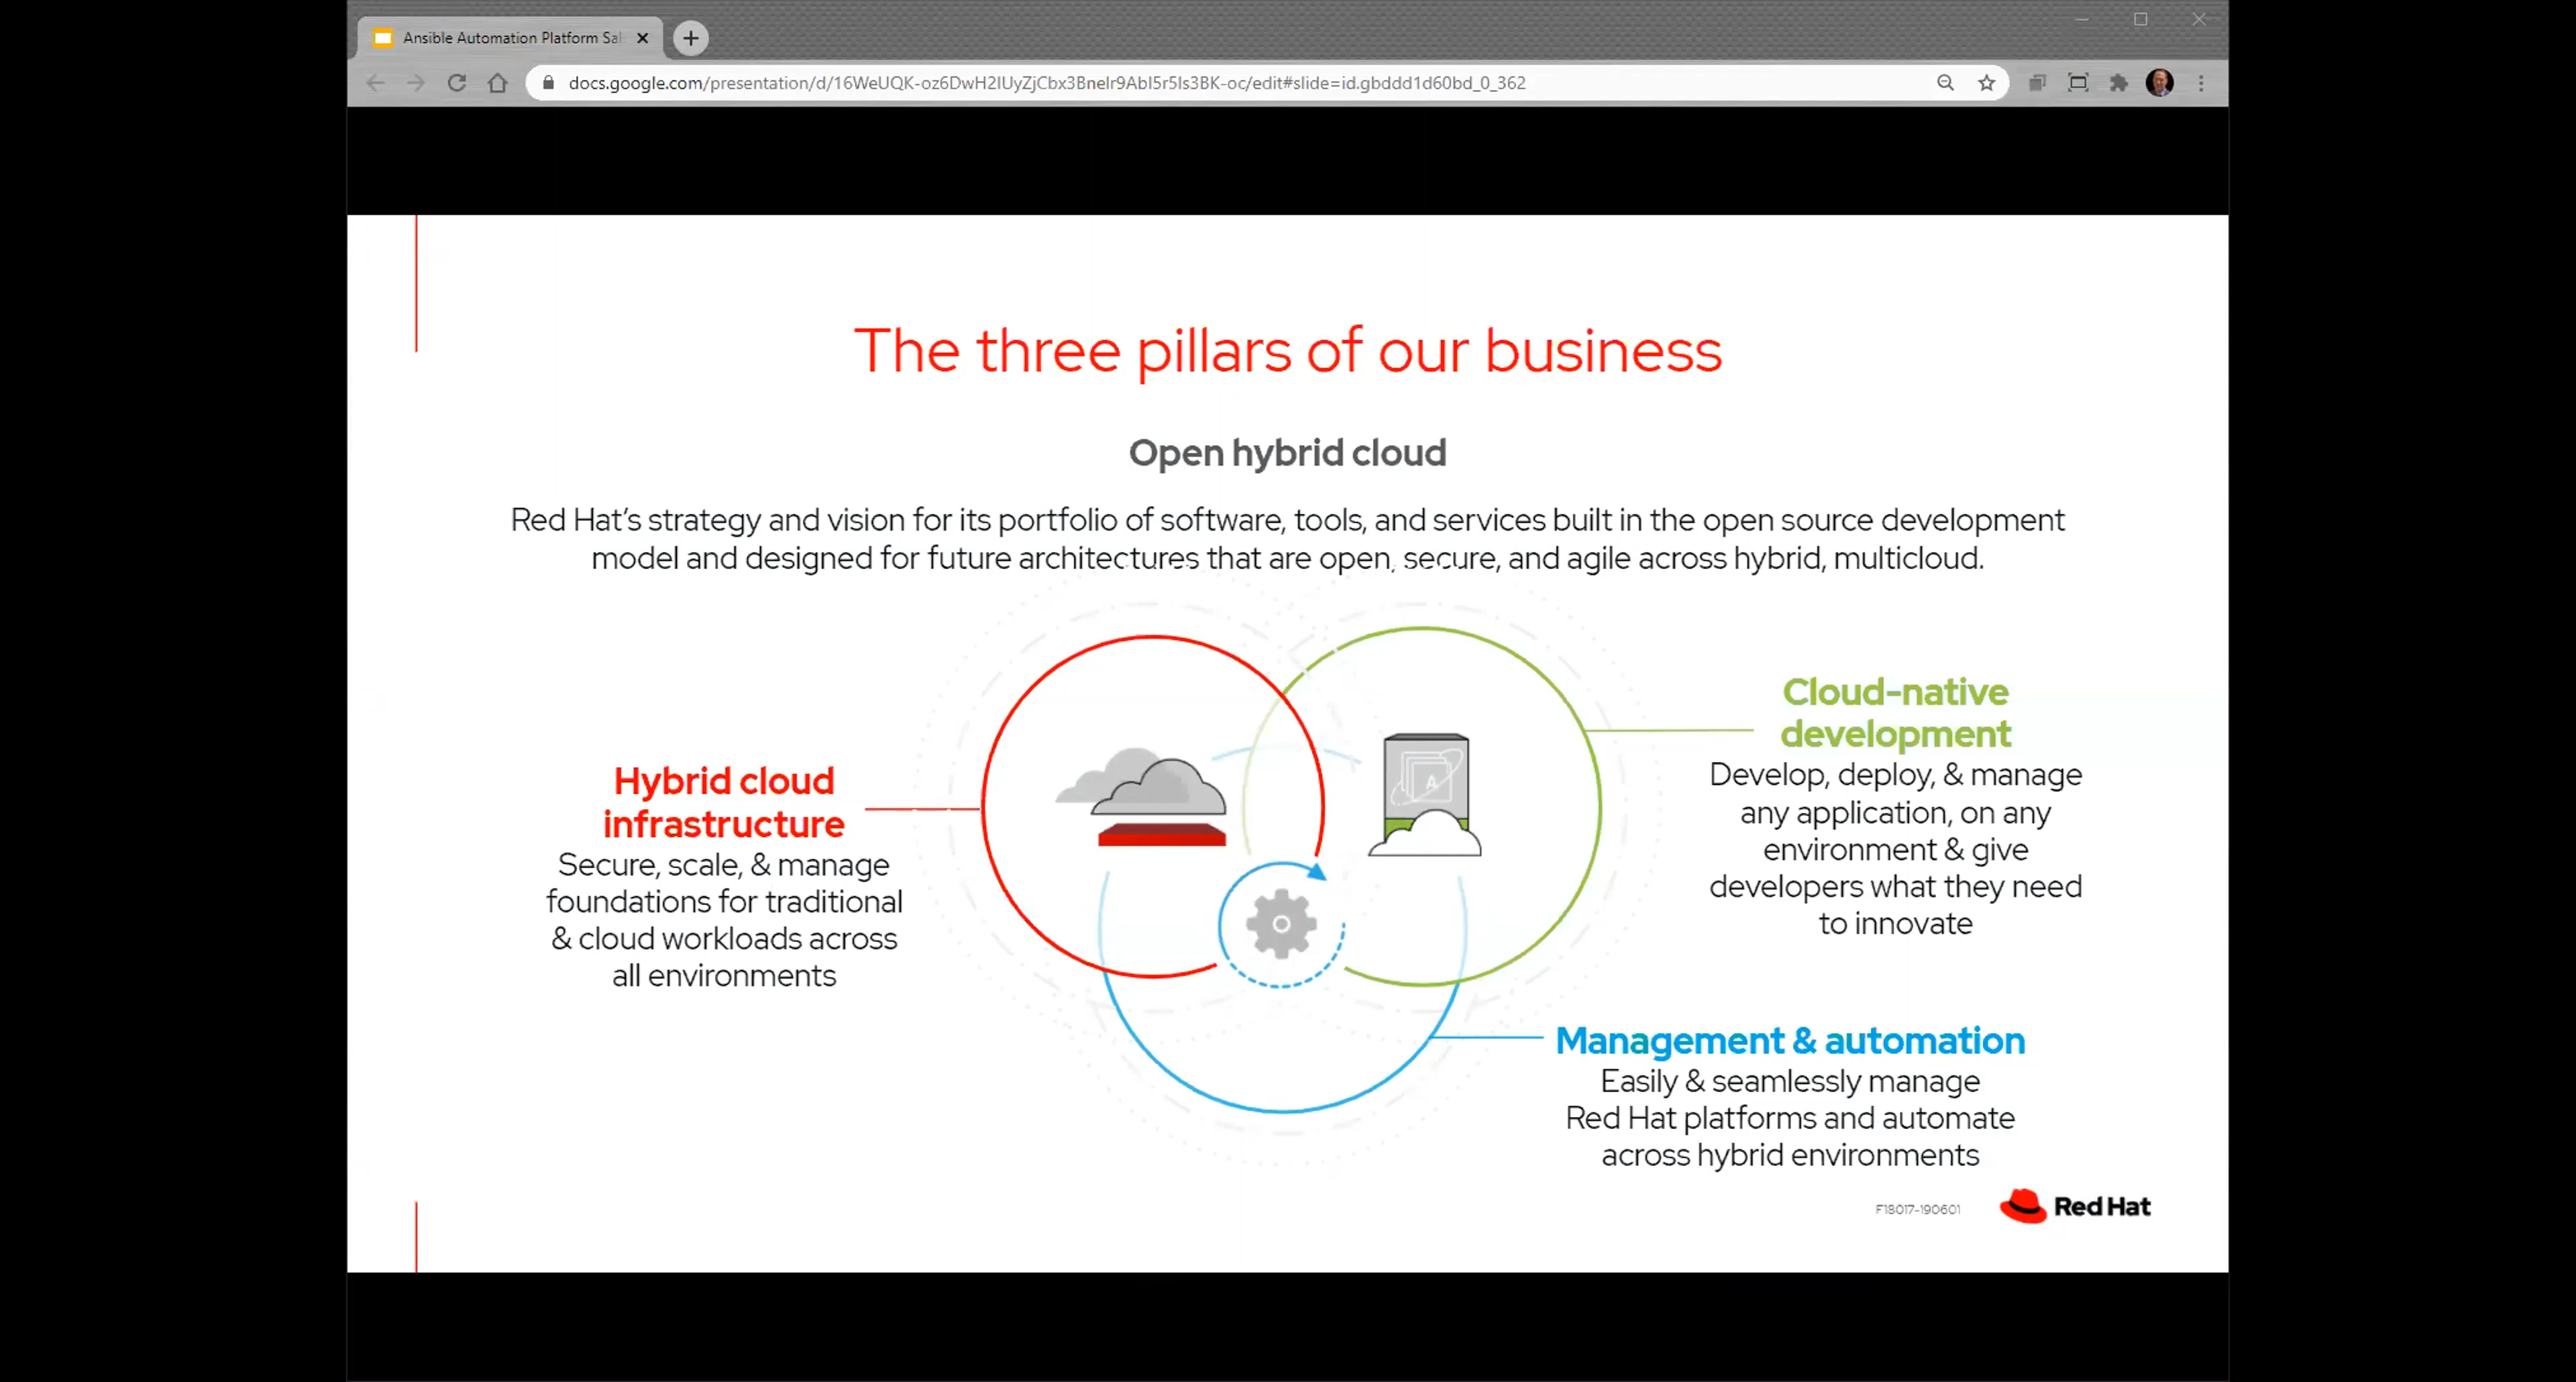 Ansible Automation Platform Sal
docs.google.com/presentation/d/16WeUQK-oz6DwH2IUyZjCbx3Bnelr9AbI5r5Is3BK-oc/edit#slide=id.gbddd1d60bd_0_362
The three pillars of our business
Open hybrid cloud
Red Hat's strategy and vision for its portfolio of software, tools, and services built in the open source development
model and designed for future architectures that are open, secure, and agile across hybrid, multicloud.
Hybrid cloud
infrastructure
Secure, scale, & manage
foundations for traditional
& cloud workloads across
all environments
A
Cloud-native
development
Develop, deploy, & manage
any application, on any
environment & give
developers what they need
to innovate
Management & automation
Easily & seamlessly manage
Red Hat platforms and automate
across hybrid environments
F18017-190601
Red Hat